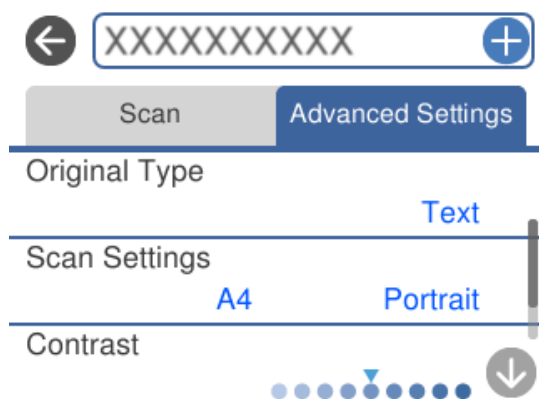 XXXXXXXXXX
Scan
Advanced Settings
Original Type
Text
Scan Settings
A4 Portrait
Contrast